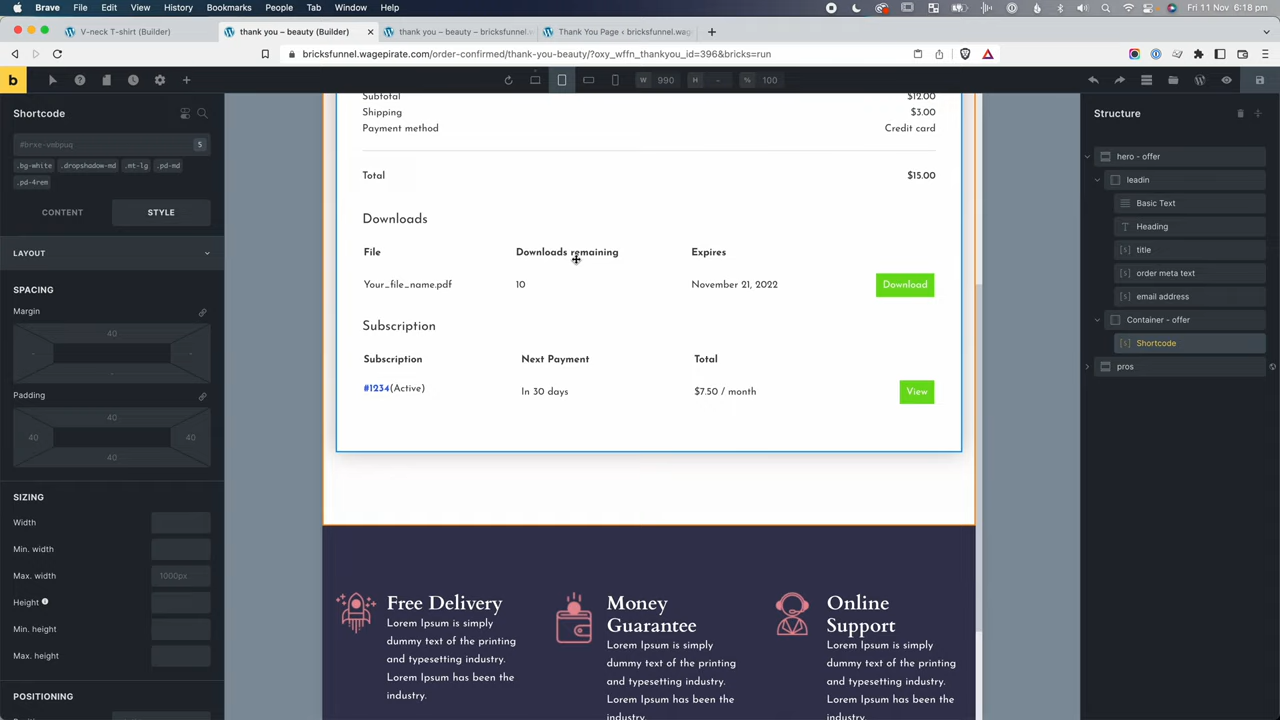 Brave File Edit View History Bookmarks People Tab Window Help Fri 11 Nov 6:18 pm
V-neck T-shirt (Builder)
thank you – beauty (Builder)
thank you – beauty – bricksfunnel
Thank You Page < bricksfunnel.wage
bricksfunnel.wagepirate.com/order-confirmed/thank-you-beauty/?oxy_wffn_thankyou_id=396&bricks=run
b
W 990 H - % 100
Shortcode
#brxe-vebpuq S
.bg-white .dropshadow-md .mt-lg .pd-md
.pd-4rem
CONTENT STYLE
LAYOUT
SPACING
Margin
40
- -
40
Padding
40
40 40
40
SIZING
Width
Min. width
Max. width 1000px
Height
Min. height
Max. height
POSITIONING
Subtotal $12.00
Shipping $3.00
Payment method Credit card
Total $15.00
Downloads
File Downloads remaining Expires
Your_file_name.pdf 10 November 21, 2022 Download
Subscription
Subscription Next Payment Total
#1234(Active) In 30 days $7.50 / month View
Free Delivery
Lorem Ipsum is simply
dummy text of the printing
and typesetting industry.
Lorem Ipsum has been the
industry.
Money
Guarantee
Lorem Ipsum is simply
dummy text of the printing
and typesetting industry.
Lorem Ipsum has been the
industry.
Online
Support
Lorem Ipsum is simply
dummy text of the printing
and typesetting industry.
Lorem Ipsum has been the
industry.
Structure
hero - offer
leadin
Basic Text
Heading
title
order meta text
email address
Container - offer
Shortcode
pros